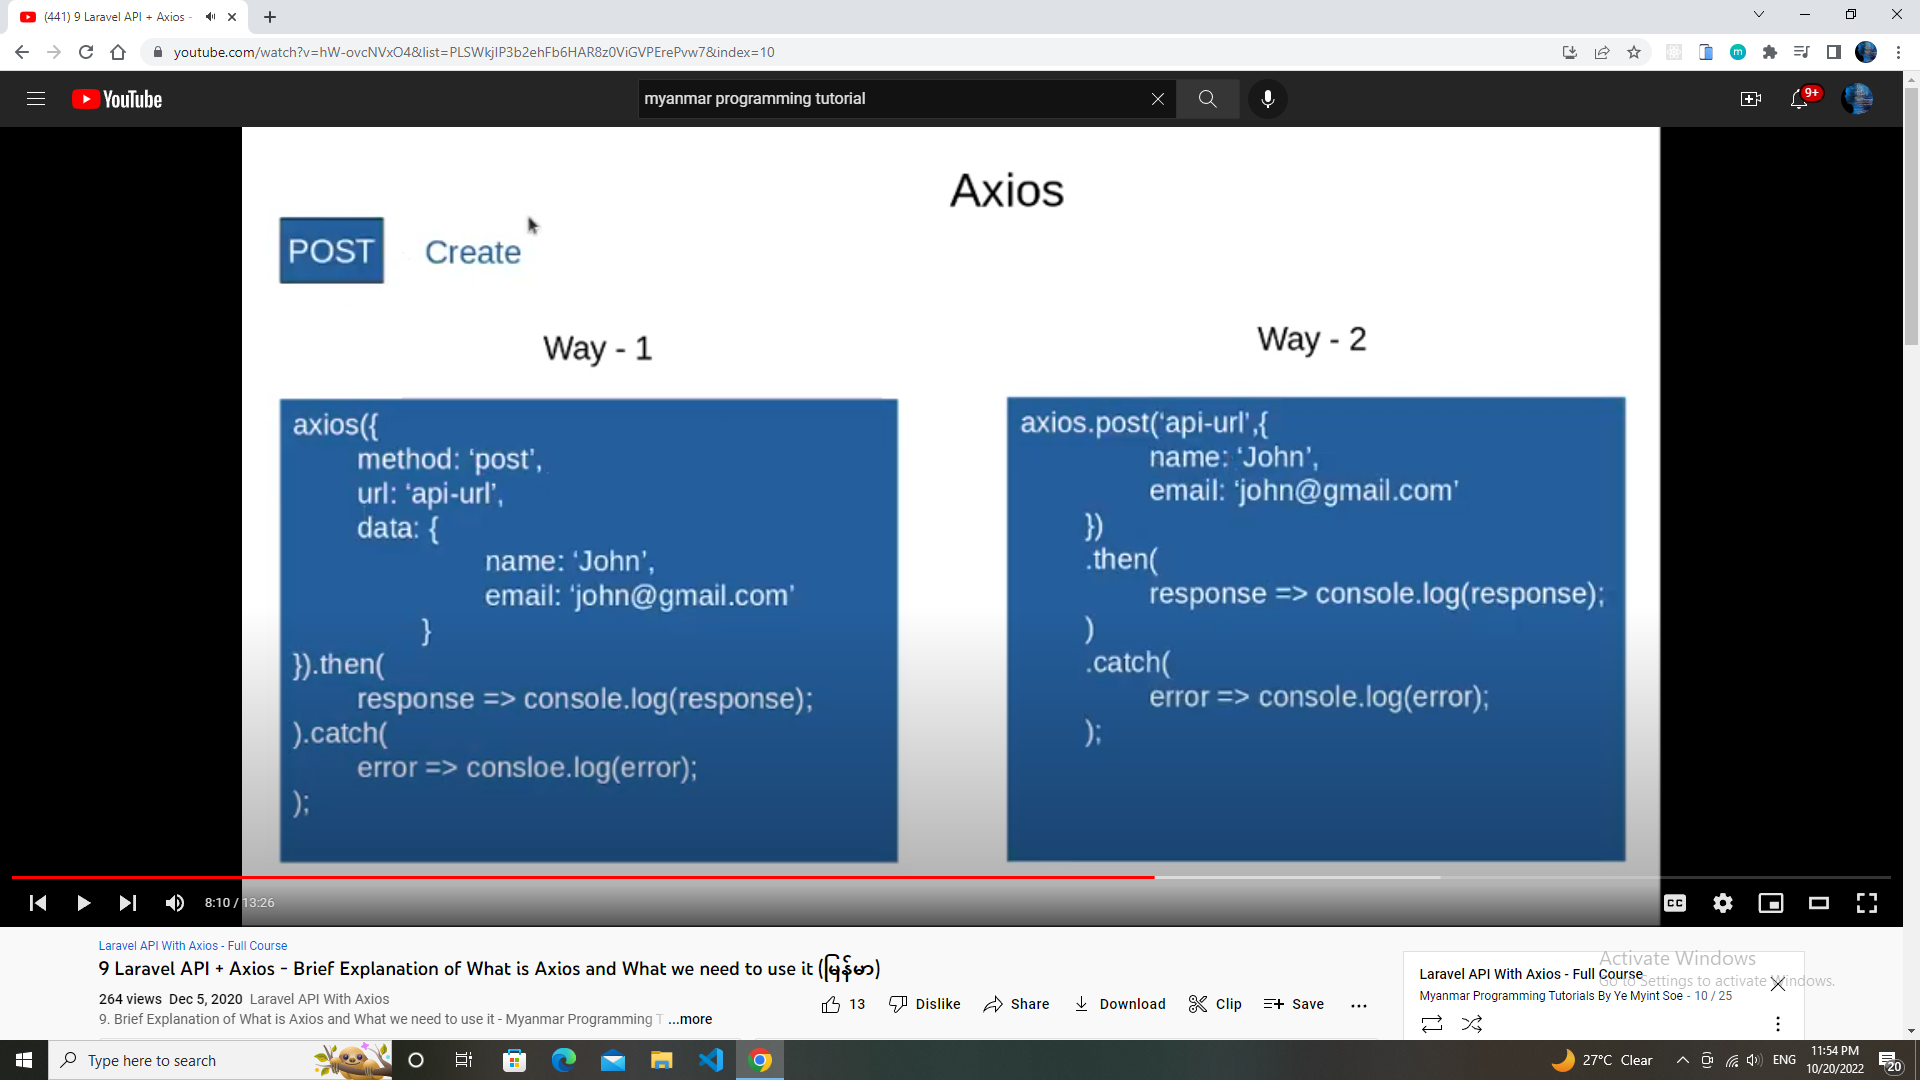 (441) 9 Laravel API + Axios -
youtube.com/watch?v=hW-ovcNVxO4&list=PLSWkjIP3b2ehFb6HAR8z0ViGVPErePvw7&index=10
YouTube
myanmar programming tutorial
9+
Axios
POST
Create
Way - 1
axios({
method: ‘post’,
url: ‘api-url’,
data: {
name: ‘John’,
email: ‘john@gmail.com’
}
}).then(
response => console.log(response);
).catch(
error => consloe.log(error);
);
Way - 2
axios.post(‘api-url’,{
name: ‘John’,
email: ‘john@gmail.com’
})
.then(
response => console.log(response);
)
.catch(
error => console.log(error);
);
8:10 / 13:26
CC
Laravel API With Axios - Full Course
9 Laravel API + Axios - Brief Explanation of What is Axios and What we need to use it (မြန်မာ)
264 views Dec 5, 2020 Laravel API With Axios
9. Brief Explanation of What is Axios and What we need to use it - Myanmar Programming T ...more
13 Dislike Share Download Clip Save
Laravel API With Axios - Full Course
Myanmar Programming Tutorials By Ye Myint Soe - 10 / 25
Activate Windows
Go to Settings to activate Windows.
Type here to search
27°C Clear
ENG
11:54 PM
10/20/2022
20